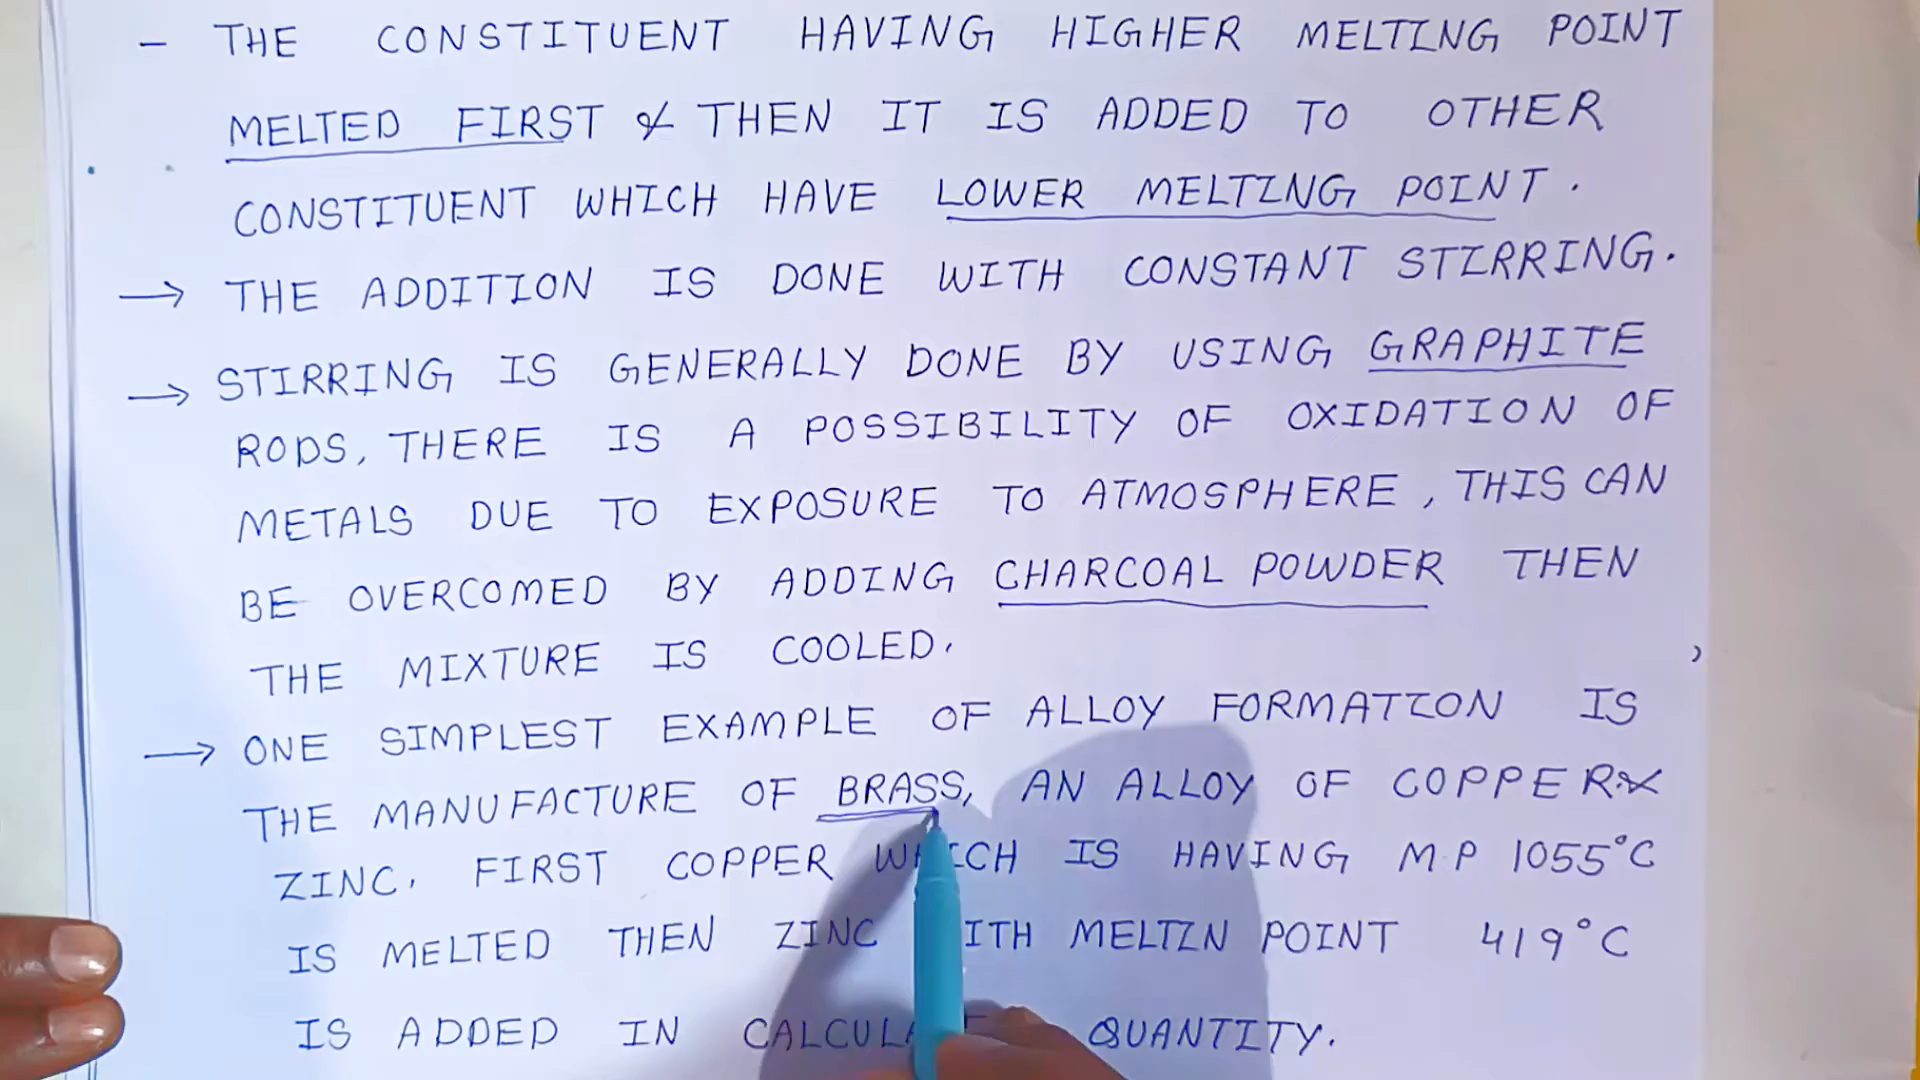 - THE CONSTITUENT HAVING HIGHER MELTING POINT
MELTED FIRST & THEN IT IS ADDED TO OTHER
CONSTITUENT WHICH HAVE LOWER MELTING POINT.
→ THE ADDITION IS DONE WITH CONSTANT STIRRING.
→ STIRRING IS GENERALLY DONE BY USING GRAPHITE
RODS, THERE IS A POSSIBILITY OF OXIDATION OF
METALS DUE TO EXPOSURE TO ATMOSPHERE, THIS CAN
BE OVERCOMED BY ADDING CHARCOAL POWDER THEN
THE MIXTURE IS COOLED.
→ ONE SIMPLEST EXAMPLE OF ALLOY FORMATION IS
THE MANUFACTURE OF BRASS, AN ALLOY OF COPPER &
ZINC. FIRST COPPER WHICH IS HAVING M.P 1055°C
IS MELTED THEN ZINC WITH MELTIN POINT 419°C
IS ADDED IN QUANTITY.